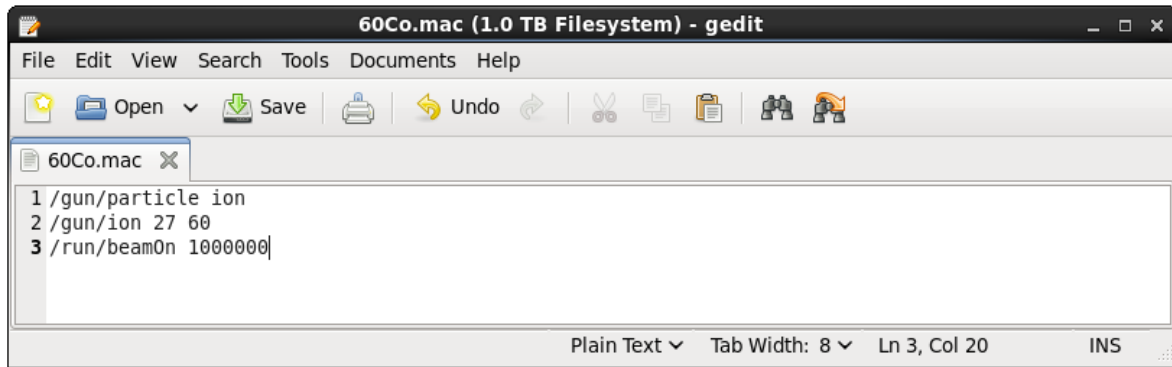 60Co.mac (1.0 TB Filesystem) - gedit
File Edit View Search Tools Documents Help
Open Save Undo
60Co.mac
1 /gun/particle ion
2 /gun/ion 27 60
3 /run/beamOn 1000000
Plain Text Tab Width: 8 Ln 3, Col 20 INS